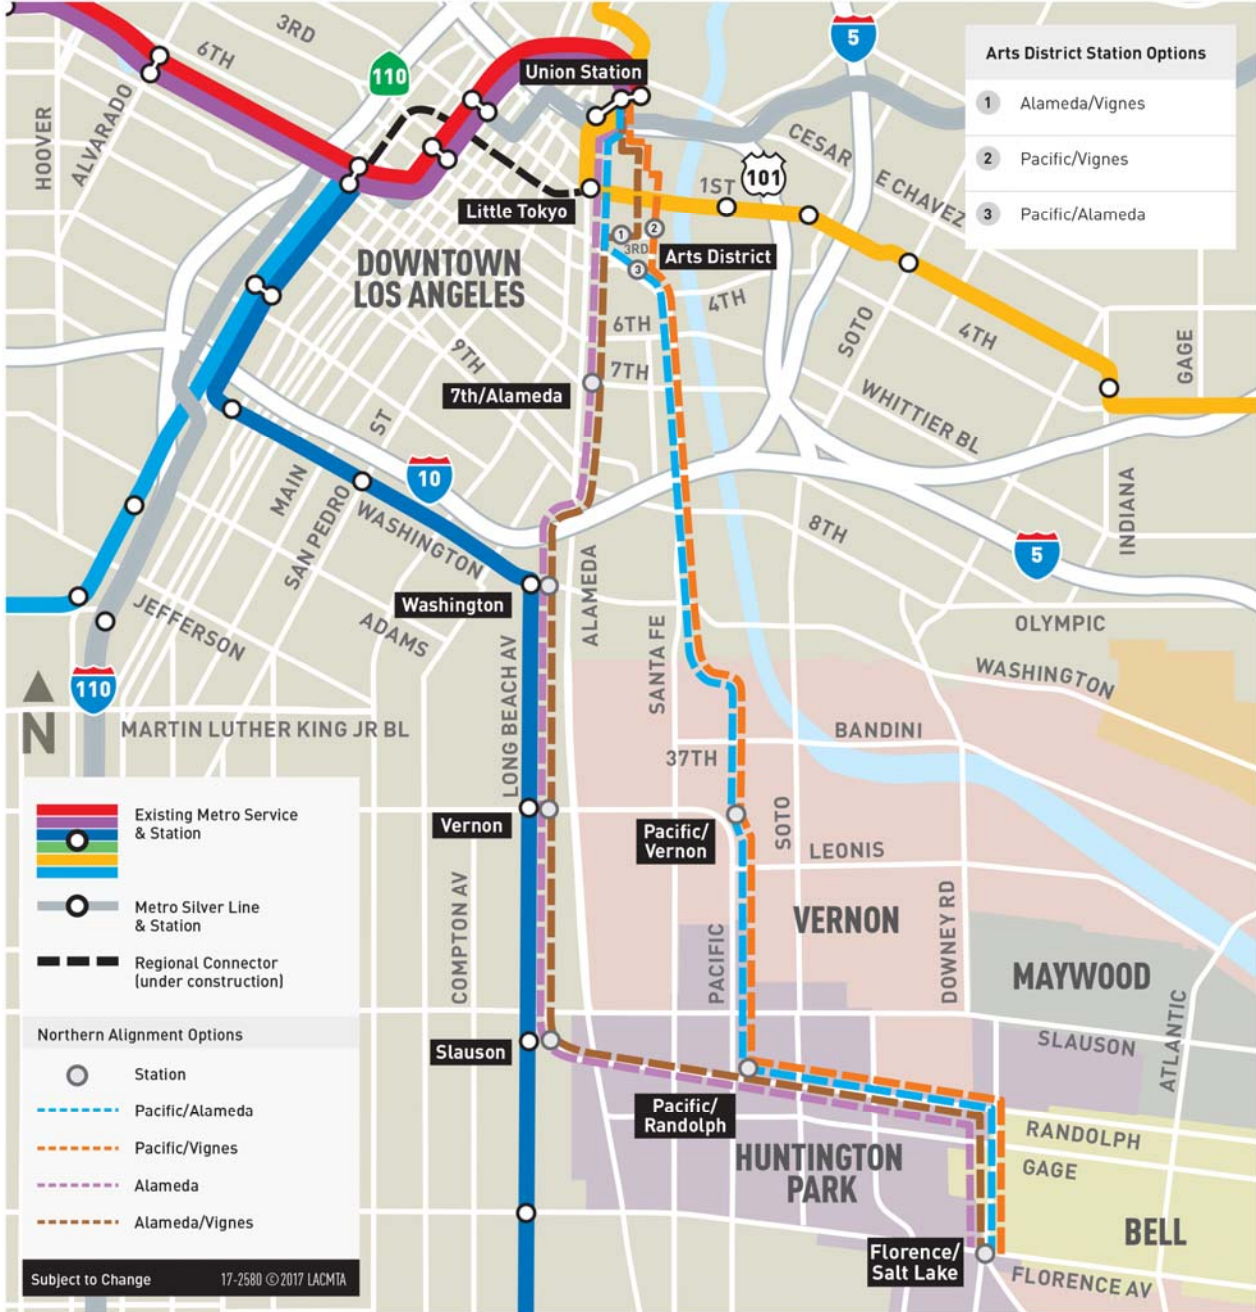 3RD
6TH
HOOVER
ALVARADO
110
Union Station
5
Arts District Station Options
1 Alameda/Vignes
2 Pacific/Vignes
3 Pacific/Alameda
CESAR
E CHAVEZ
101
1ST
Little Tokyo
1
2
3RD
3
Arts District
DOWNTOWN
LOS ANGELES
4TH
6TH
7TH
9TH
SOTO
4TH
GAGE
7th/Alameda
WHITTIER BL
ST
10
MAIN
SAN PEDRO
WASHINGTON
8TH
5
INDIANA
ALAMEDA
Washington
JEFFERSON
ADAMS
OLYMPIC
WASHINGTON
SANTA FE
LONG BEACH AV
110
N
MARTIN LUTHER KING JR BL
BANDINI
37TH
SOTO
Vernon
Pacific/
Vernon
LEONIS
COMPTON AV
PACIFIC
VERNON
DOWNEY RD
MAYWOOD
ATLANTIC
SLAUSON
Slauson
Pacific/
Randolph
RANDOLPH
GAGE
HUNTINGTON
PARK
BELL
Florence/
Salt Lake
FLORENCE AV
Existing Metro Service
& Station
Metro Silver Line
& Station
Regional Connector
(under construction)
Northern Alignment Options
Station
Pacific/Alameda
Pacific/Vignes
Alameda
Alameda/Vignes
Subject to Change 17-2580 ©2017 LACMTA